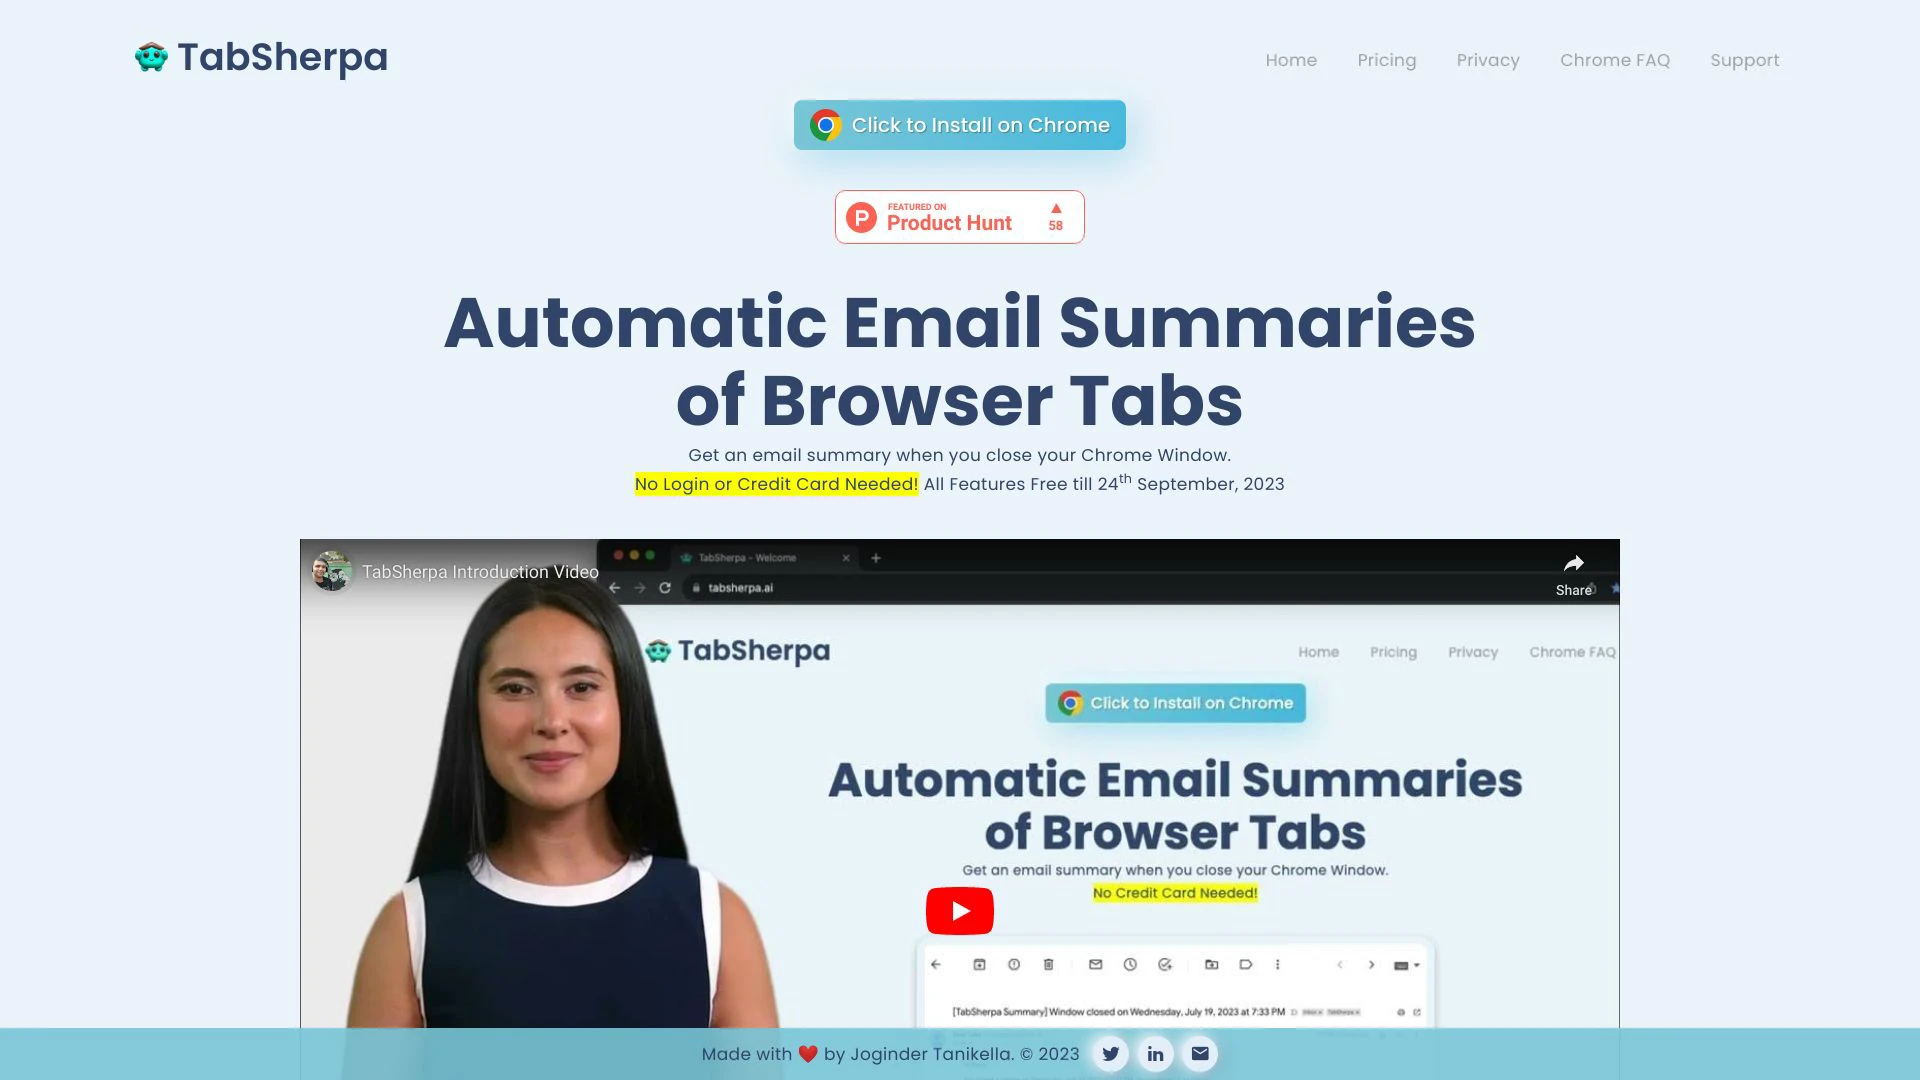 TabSherpa
Home Pricing Privacy Chrome FAQ Support
Click to Install on Chrome
FEATURED ON
Product Hunt
58
Automatic Email Summaries
of Browser Tabs
Get an email summary when you close your Chrome Window.
No Login or Credit Card Needed! All Features Free till 24th September, 2023
TabSherpa Introduction Video
TabSherpa - Welcome
Share
tabsherpa.ai
TabSherpa
Home Pricing Privacy Chrome FAQ
Click to Install on Chrome
Automatic Email Summaries
of Browser Tabs
Get an email summary when you close your Chrome Window.
No Credit Card Needed!
[TabSherpa Summary] Window closed on Wednesday, July 19, 2023 at 7:33 PM
Made with ❤️ by Joginder Tanikella. © 2023